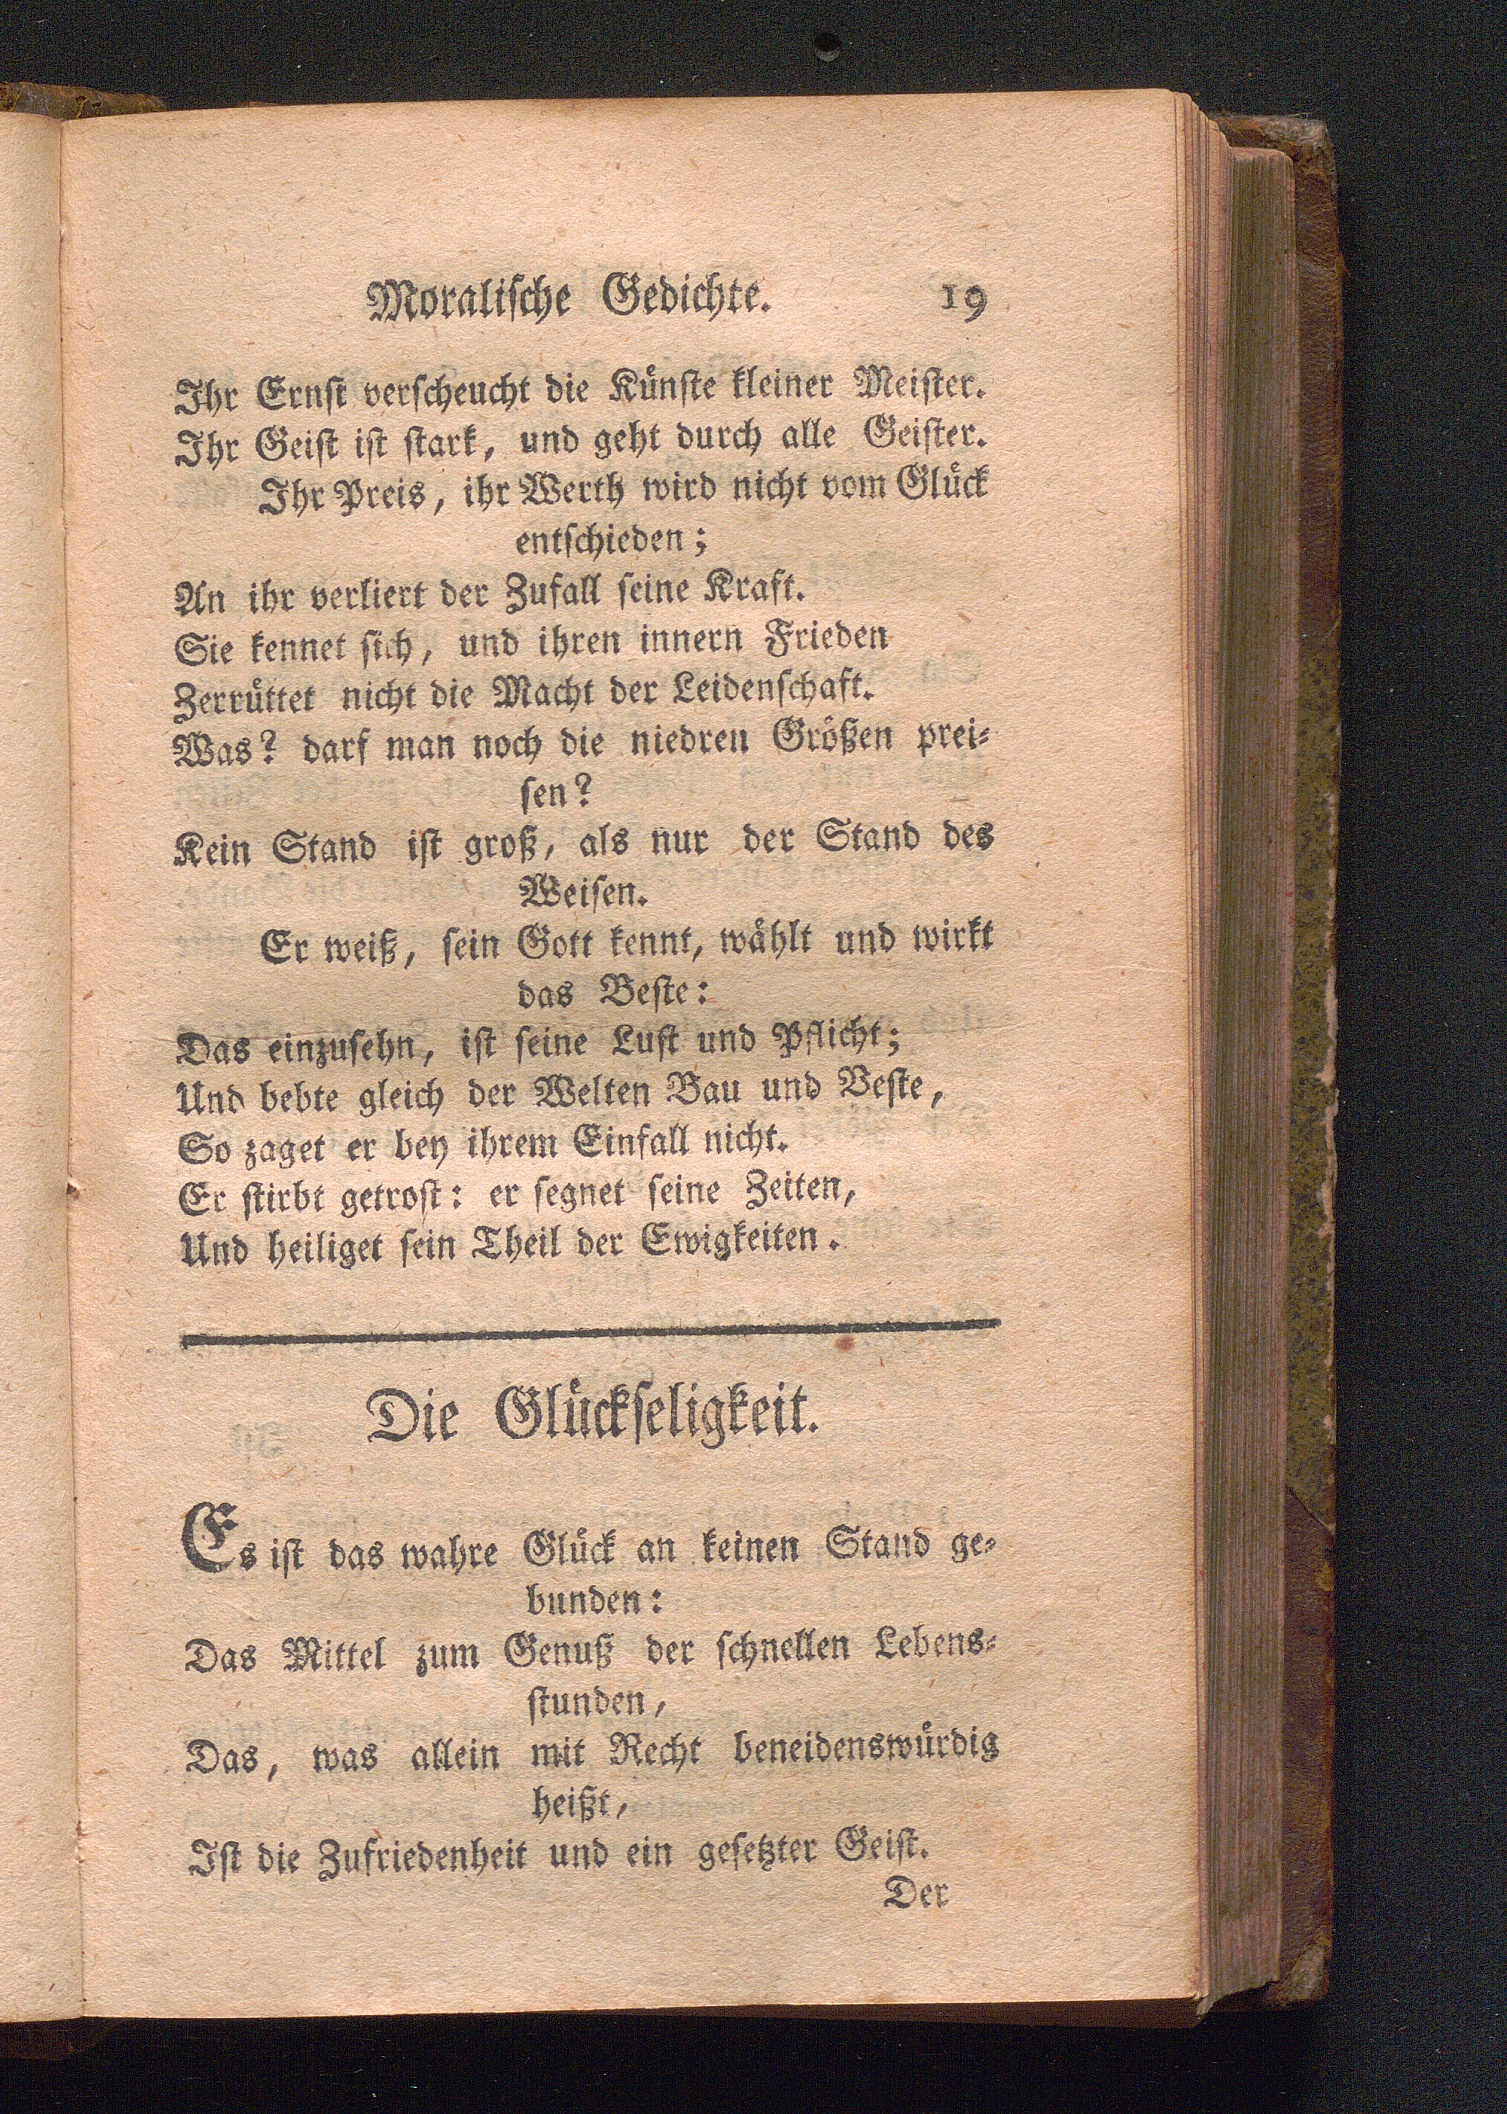 Moraliſche Gedichte. 19
Ihr Ernſt verſcheucht die Künſte kleiner Meiſter.
Ihr Geiſt iſt ſtark, und geht durch alle Geiſter.
Ihr Preis, ihr Werth wird nicht vom Glück
entſchieden;
An ihr verliert der Zufall ſeine Kraft.
Sie kennet ſich, und ihren innern Frieden
Zerrüttet nicht die Macht der Leidenſchaft.
Was? darf man noch die niedren Größen prei-
ſen?
Kein Stand iſt groß, als nur der Stand des
Weiſen.
Er weiß, ſein Gott kennt, wählt und wirkt
das Beſte:
Das einzuſehn, iſt ſeine Luſt und Pflicht;
Und bebte gleich der Welten Bau und Veſte,
So zaget er bey ihrem Einfall nicht.
Er ſtirbt getroſt: er ſegnet ſeine Zeiten,
Und heiliget ſein Theil der Ewigkeiten.
Die Glückſeligkeit.
Es iſt das wahre Glück an keinen Stand ge-
bunden:
Das Mittel zum Genuß der ſchnellen Lebens-
ſtunden,
Das, was allein mit Recht beneidenswürdig
heißt,
Iſt die Zufriedenheit und ein geſetzter Geiſt.
Der